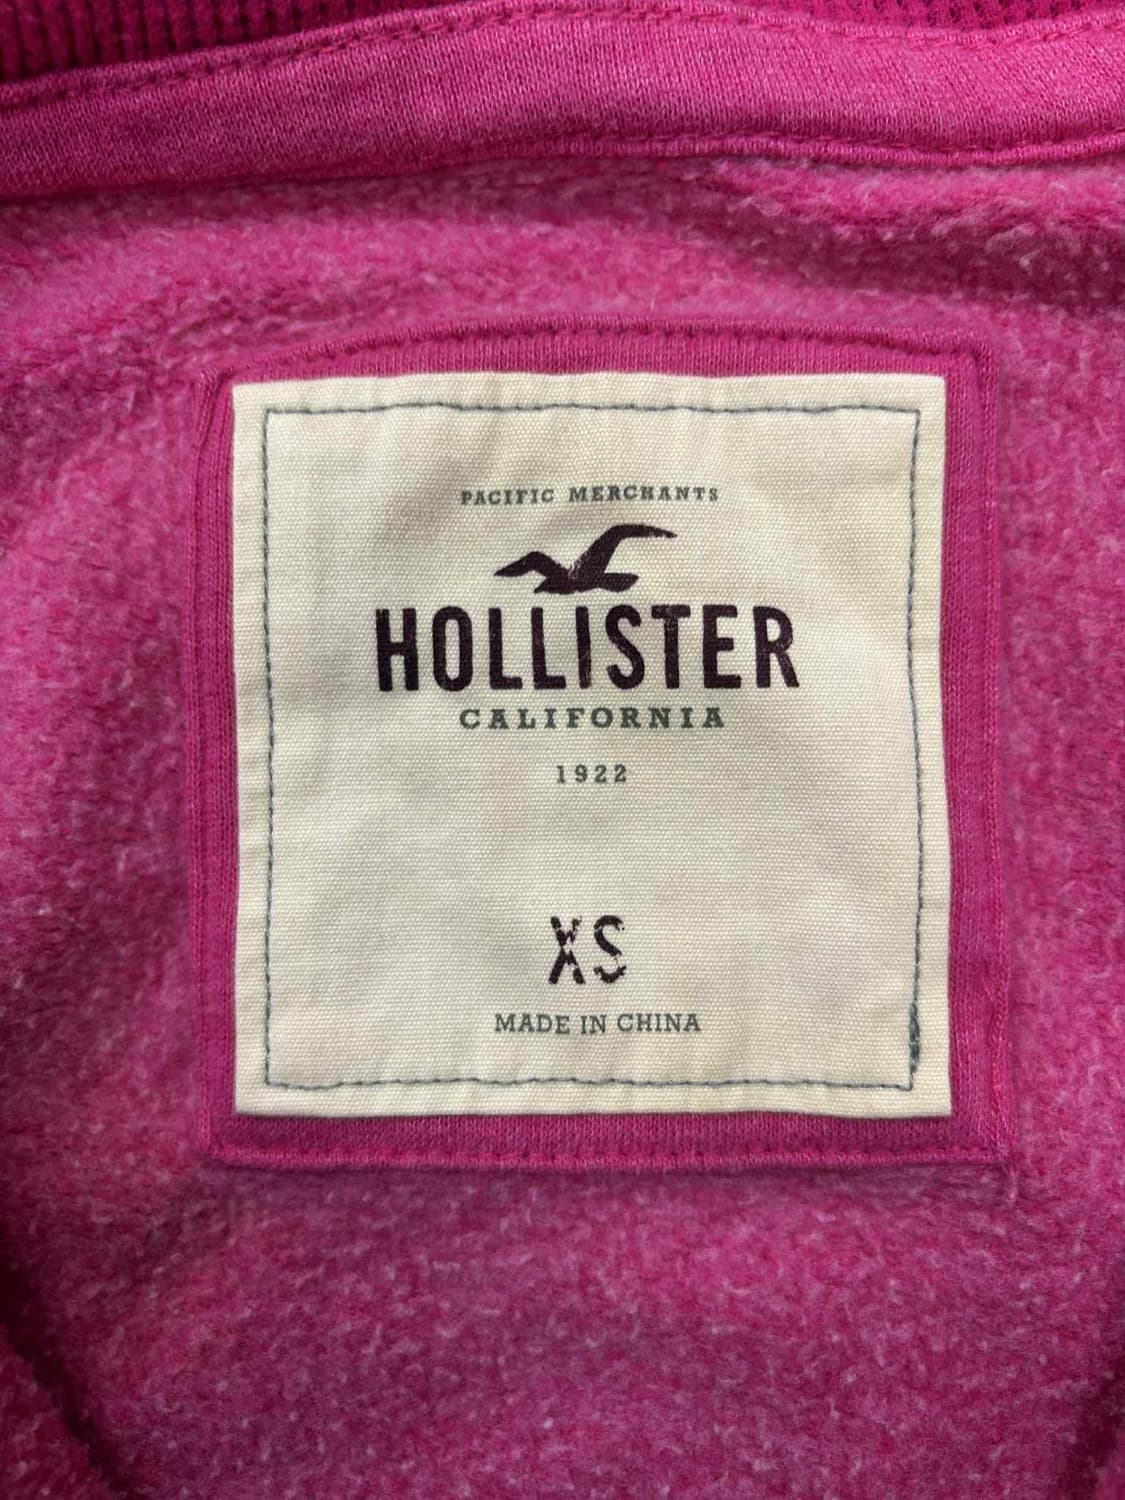 PACIFIC MERCHANTS
HOLLISTER
CALIFORNIA
1922
XS
MADE IN CHINA